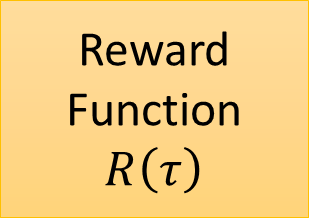 Reward
Function
𝑅(𝜏)